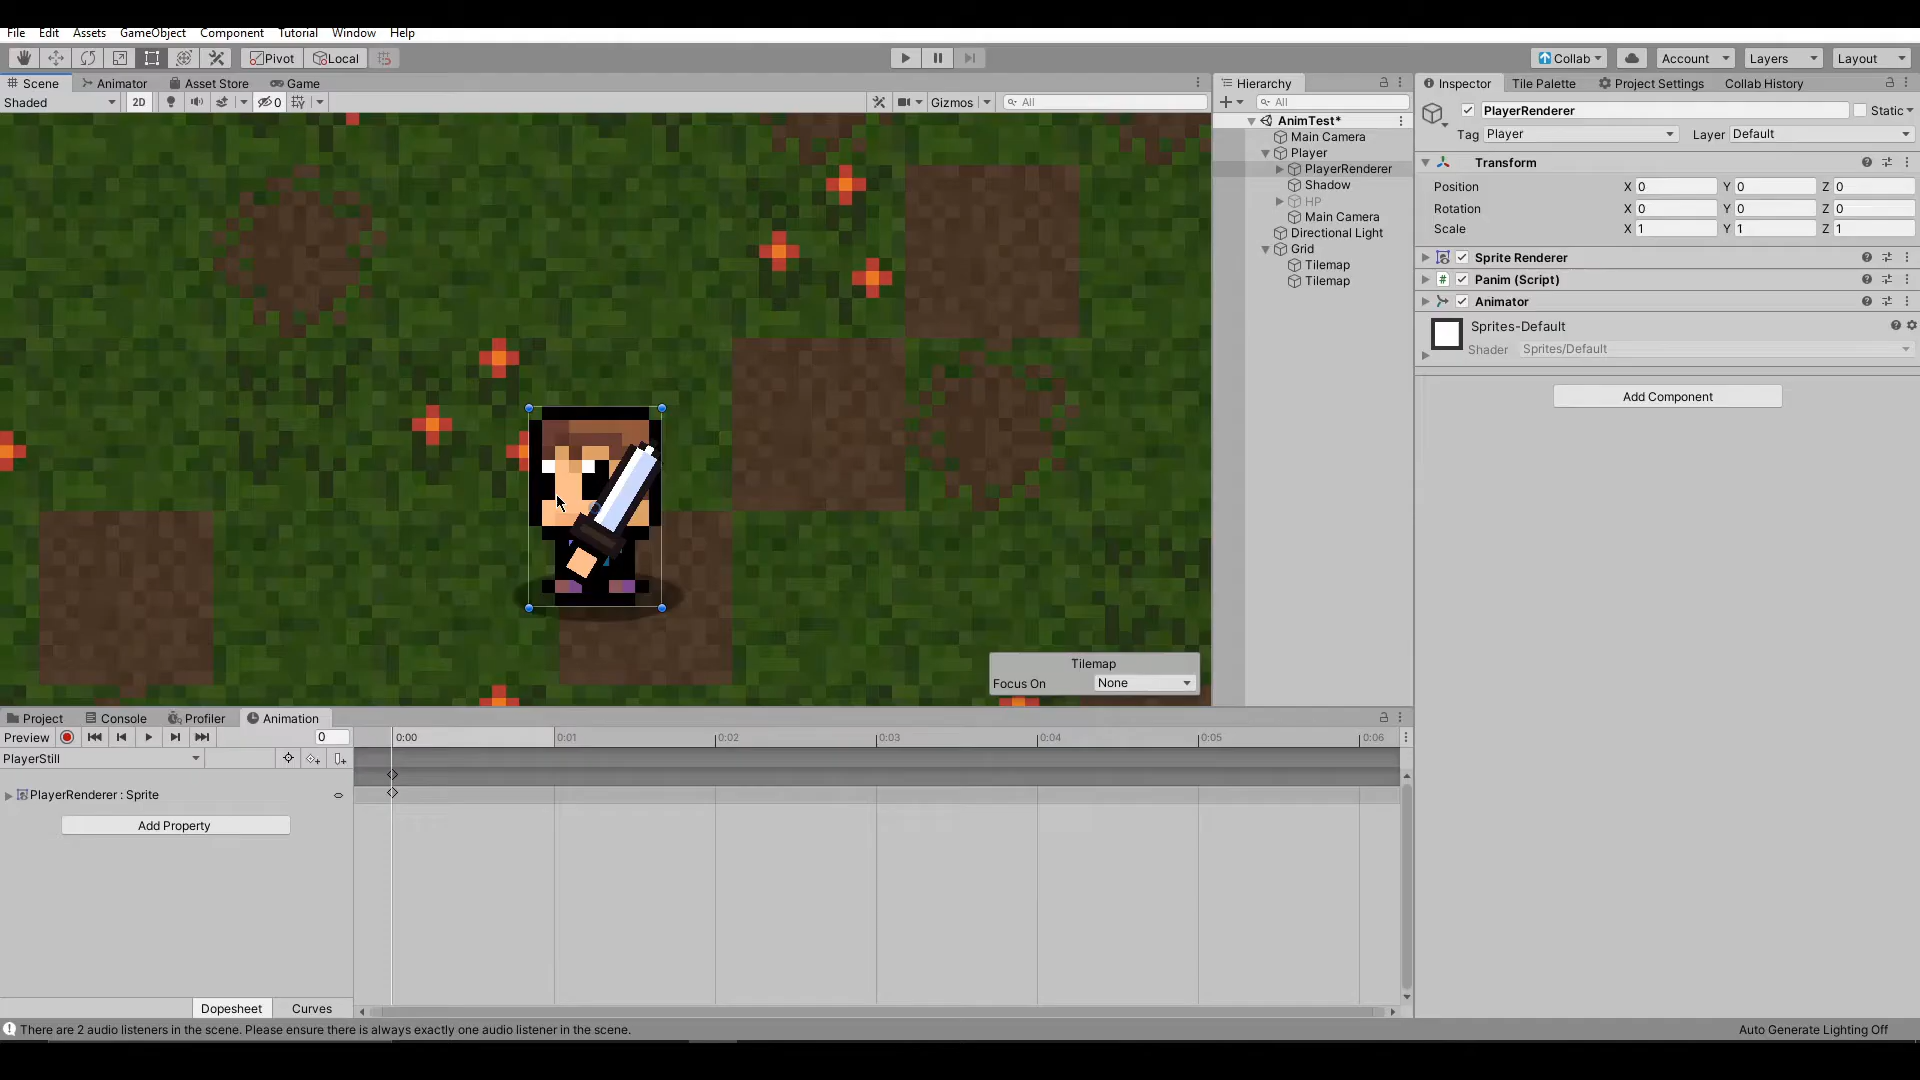 File Edit Assets GameObject Component Tutorial Window Help
Pivot Local Collab Account Layers Layout
Scene Animator Asset Store Game
Shaded 2D 0 Gizmos All
Hierarchy
All
AnimTest*
Main Camera
Player
PlayerRenderer
Shadow
HP
Main Camera
Directional Light
Grid
Tilemap
Tilemap
Inspector Tile Palette Project Settings Collab History
PlayerRenderer Static
Tag Player Layer Default
Transform
Position X 0 Y 0 Z 0
Rotation X 0 Y 0 Z 0
Scale X 1 Y 1 Z 1
Sprite Renderer
# Panim (Script)
Animator
Sprites-Default
Shader Sprites/Default
Add Component
Tilemap
Focus On None
Project Console Profiler Animation
Preview 0 0:00 0:01 0:02 0:03 0:04 0:05 0:06
PlayerStill
PlayerRenderer : Sprite
Add Property
Dopesheet Curves
There are 2 audio listeners in the scene. Please ensure there is always exactly one audio listener in the scene. Auto Generate Lighting Off